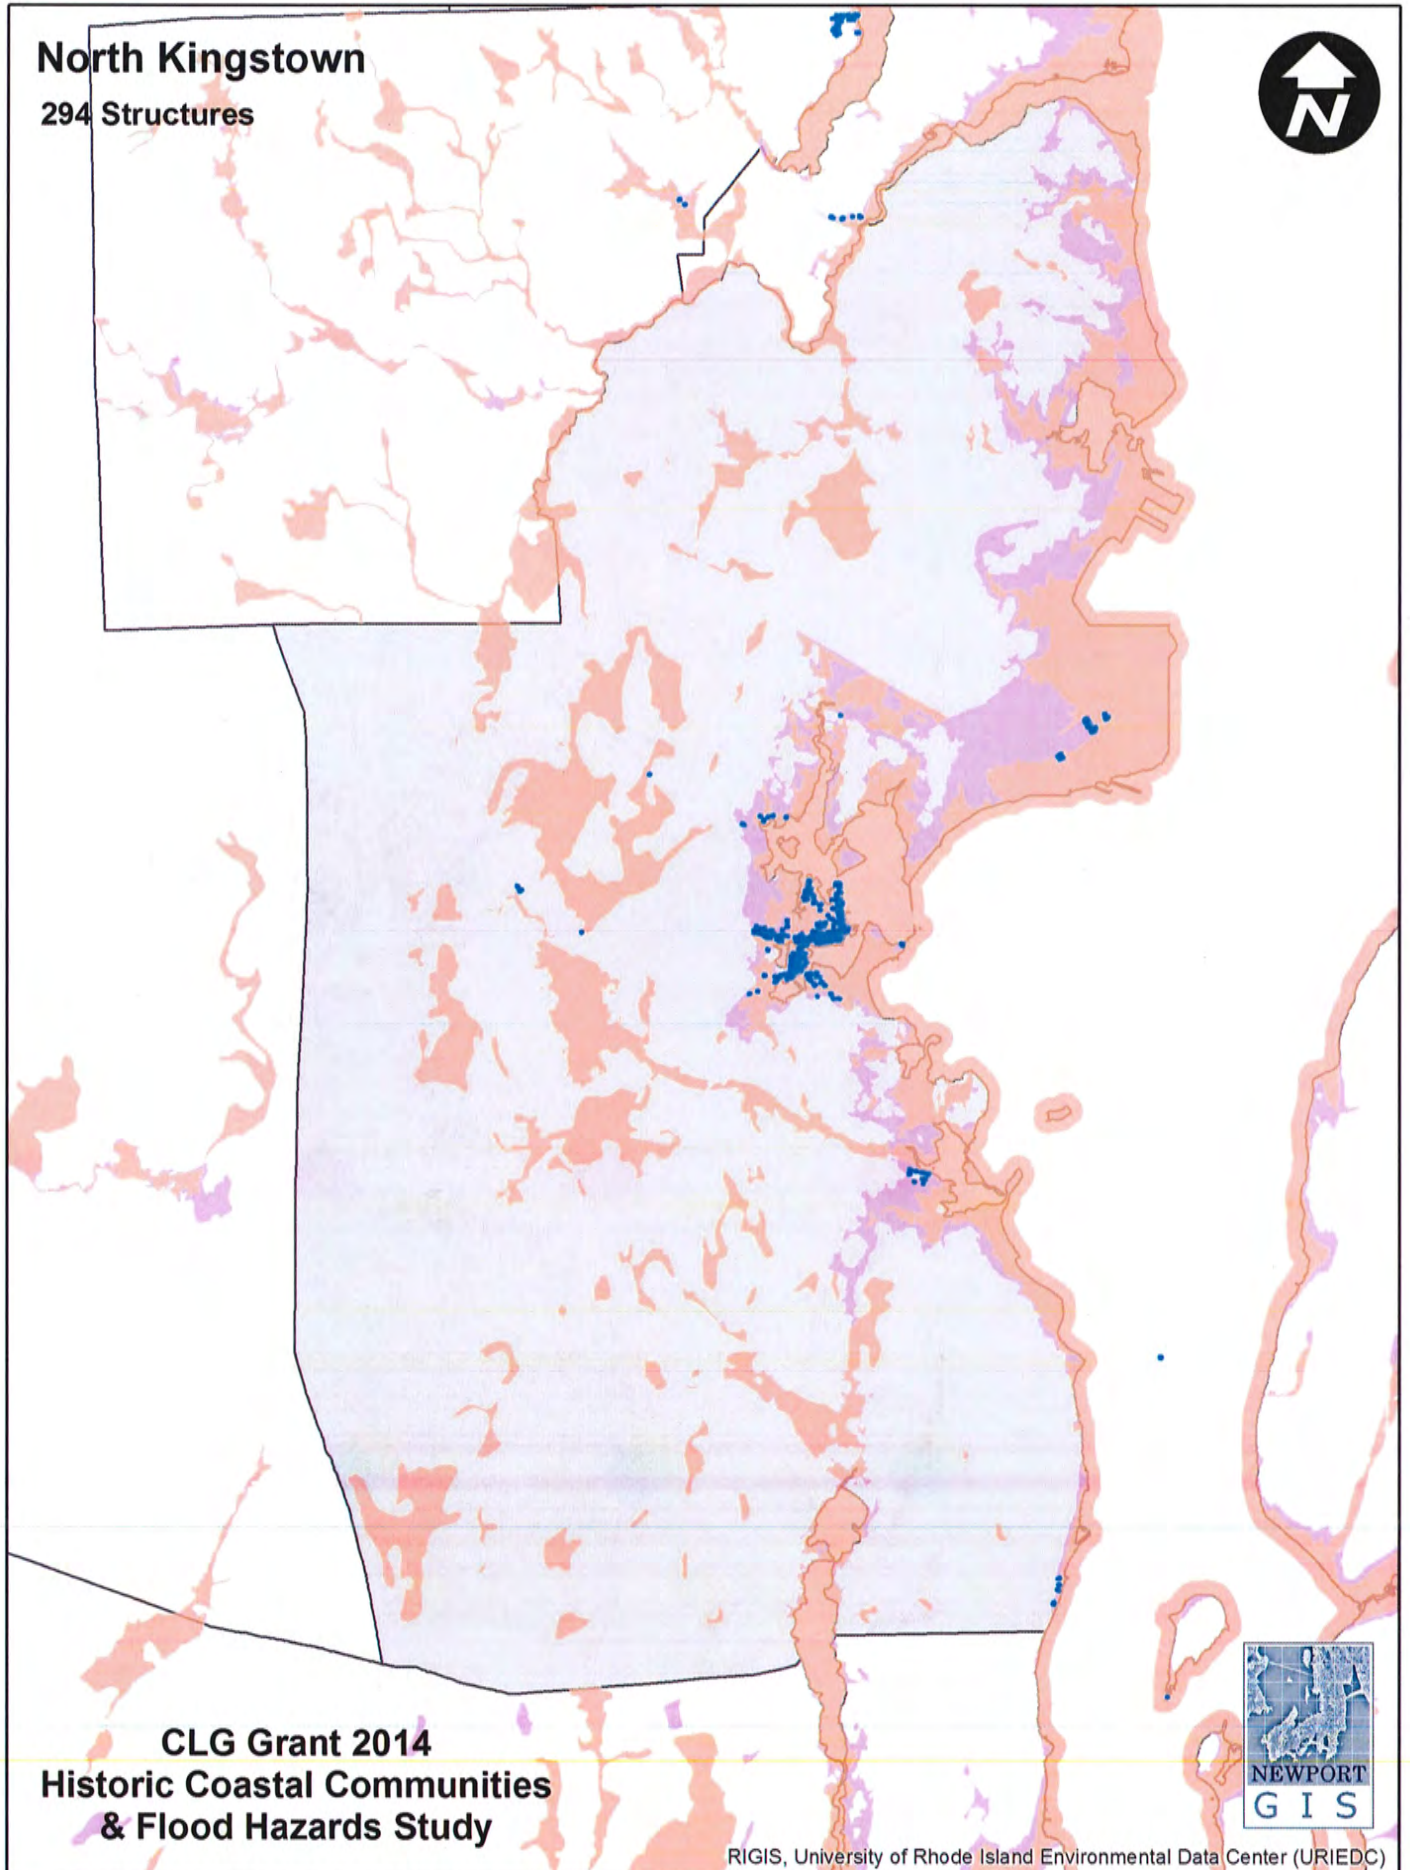 North Kingstown
294 Structures
N
CLG Grant 2014
Historic Coastal Communities
& Flood Hazards Study
NEWPORT
G I S
RIGIS, University of Rhode Island Environmental Data Center (URIEDC)